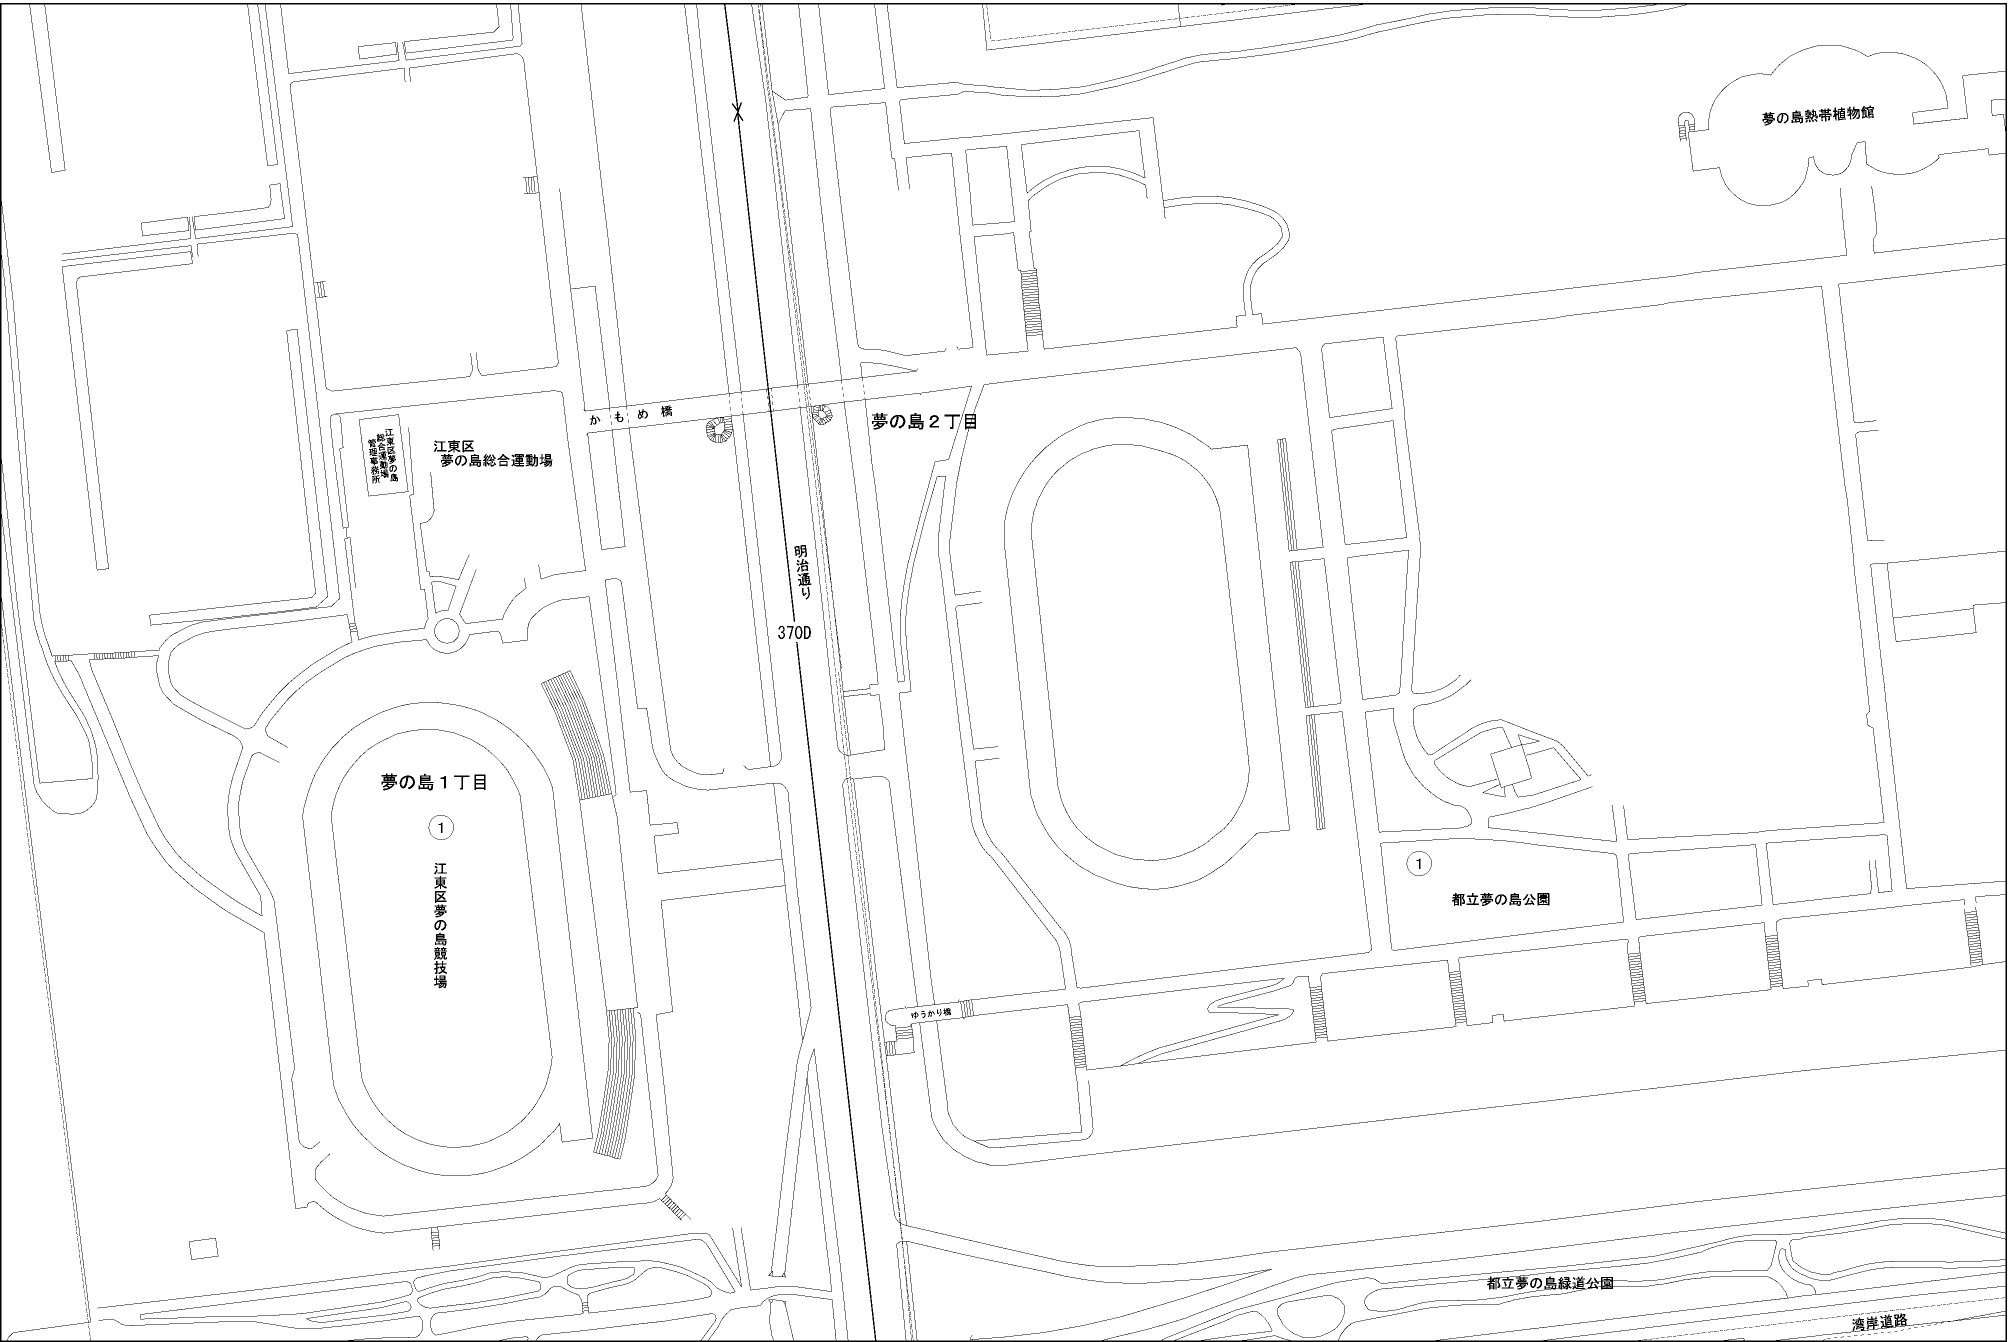 夢の島熱帯植物館
かもめ橋
夢の島２丁目
江東区夢の島
総合運動場
管理事務所
江東区
夢の島総合運動場
明治通り
370D
夢の島１丁目
1
江東区夢の島競技場
1
都立夢の島公園
ゆうかり橋
都立夢の島緑道公園
湾岸道路